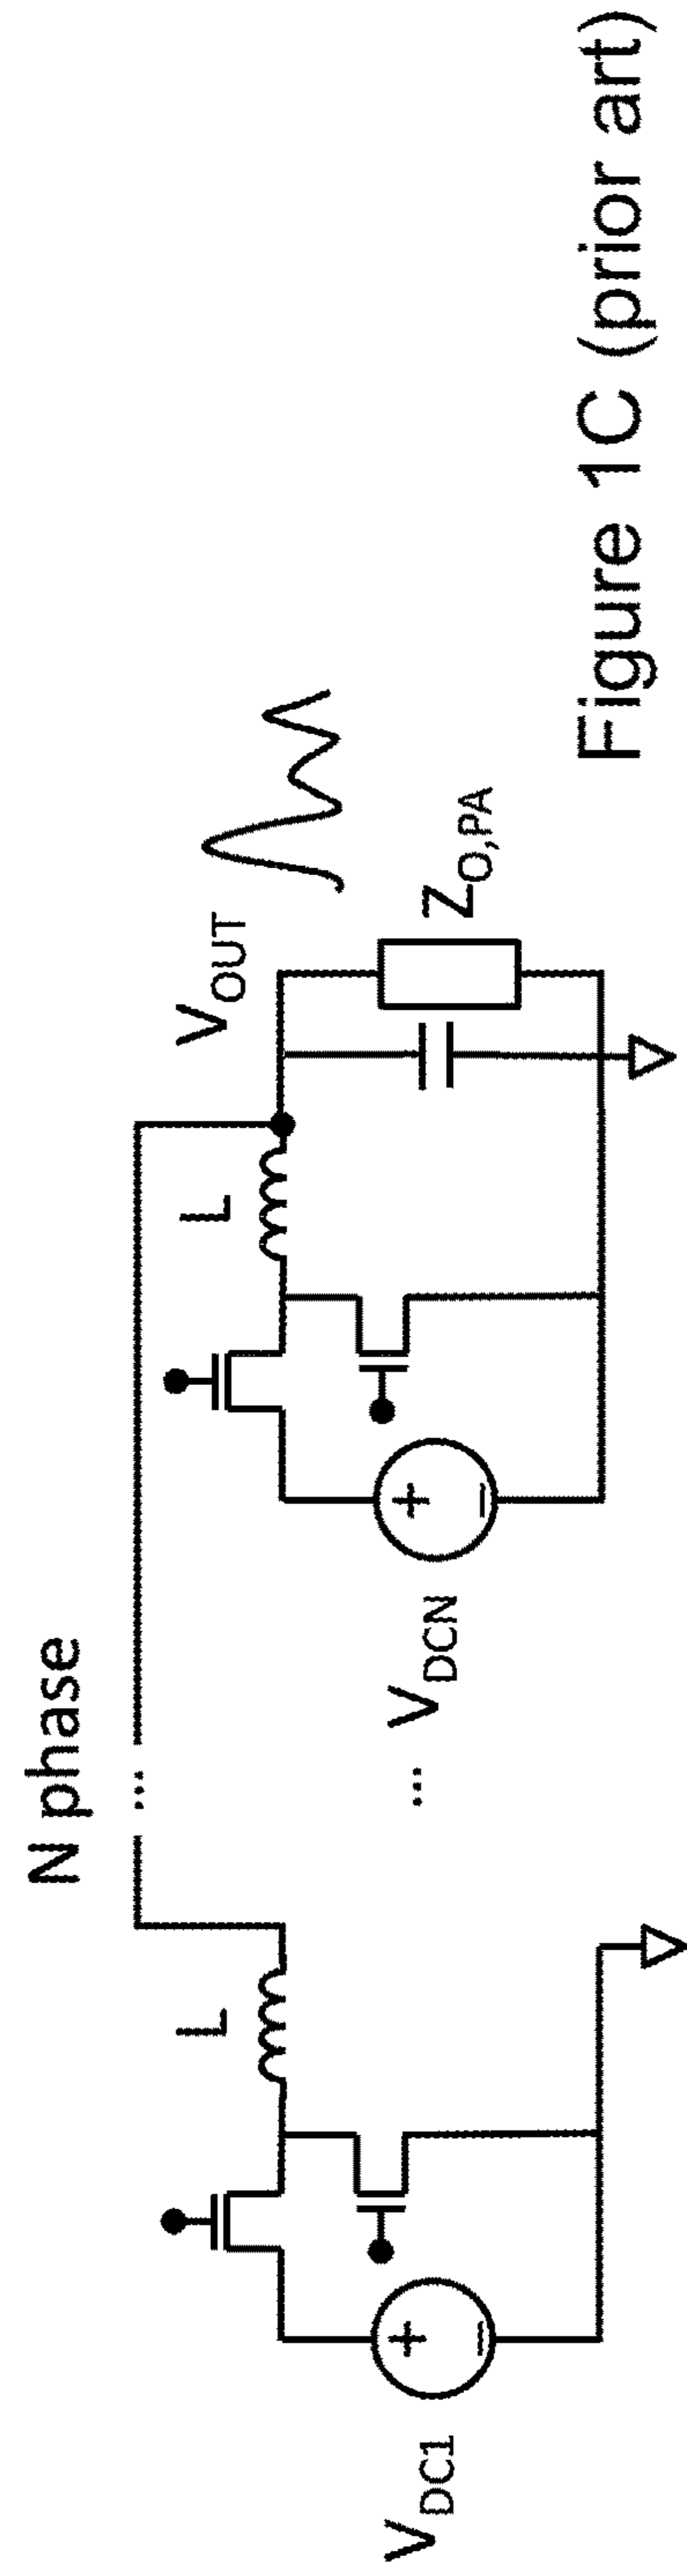 N phase
...
L
L
V_OUT
V_DC1
...
V_DCN
Z_O,PA
+
−
+
−
Figure 1C (prior art)